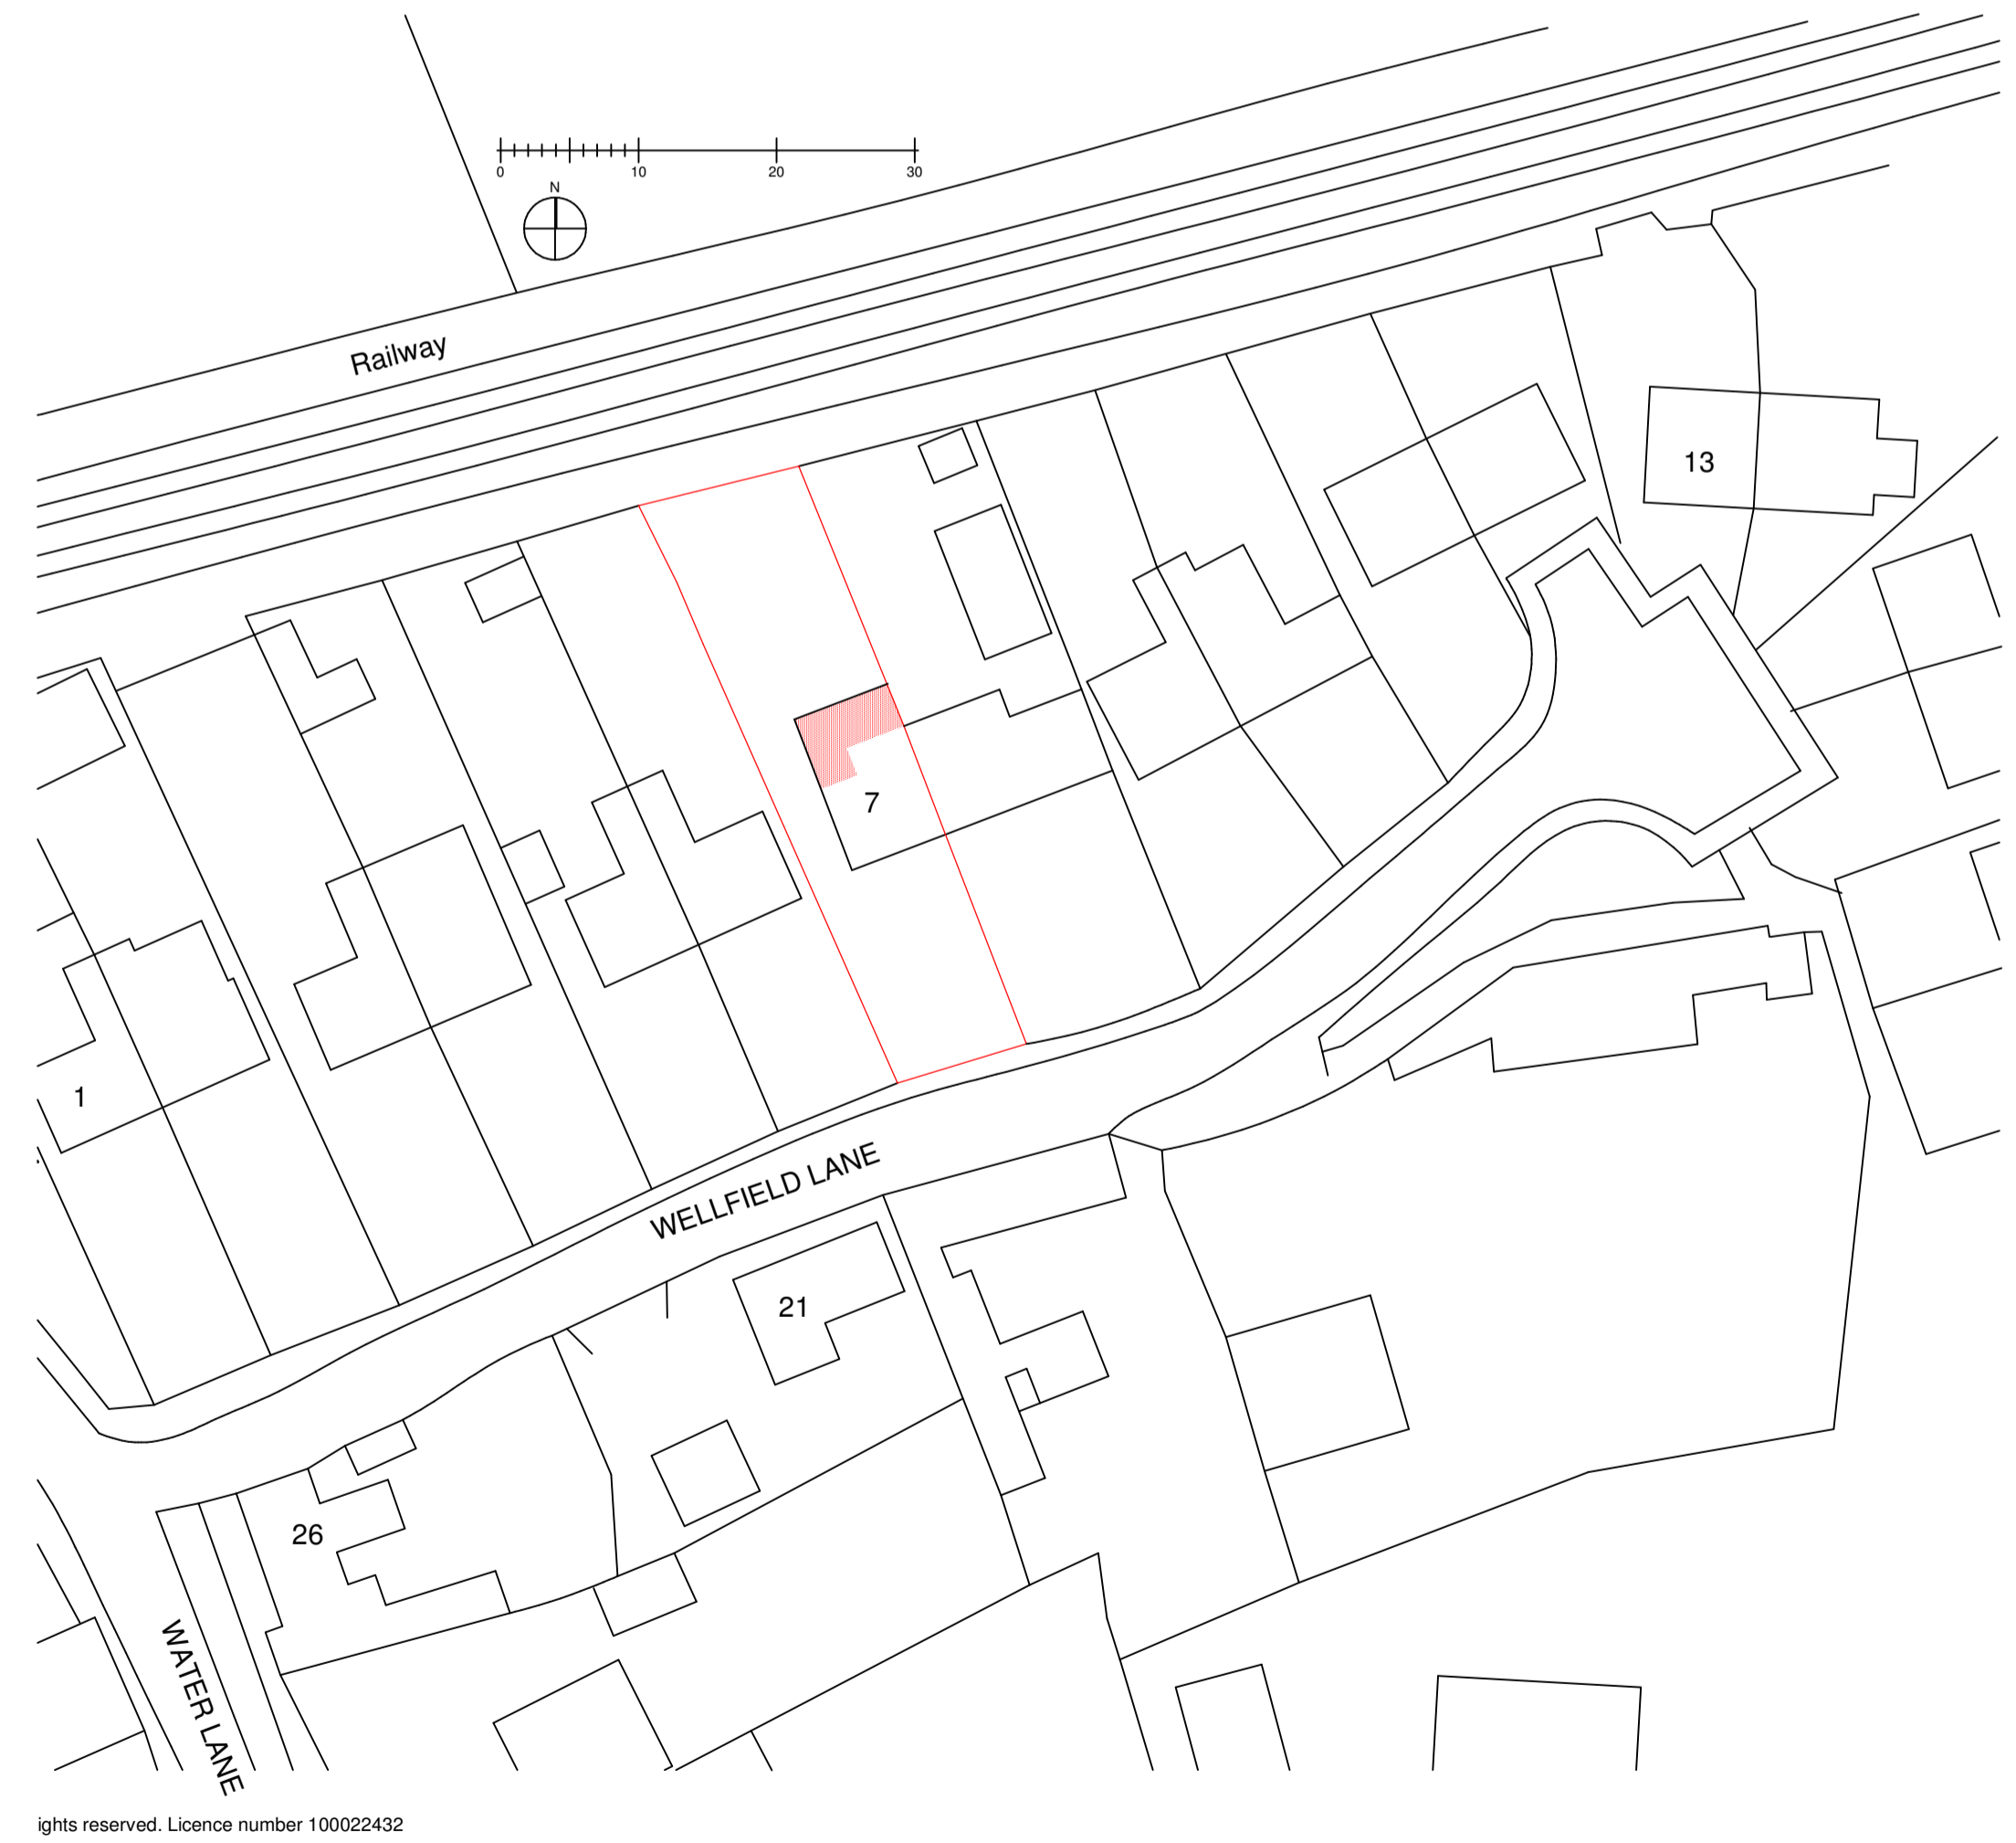 0 10 20 30
N
Railway
13
7
1
WELLFIELD LANE
21
26
WATER LANE
ights reserved. Licence number 100022432